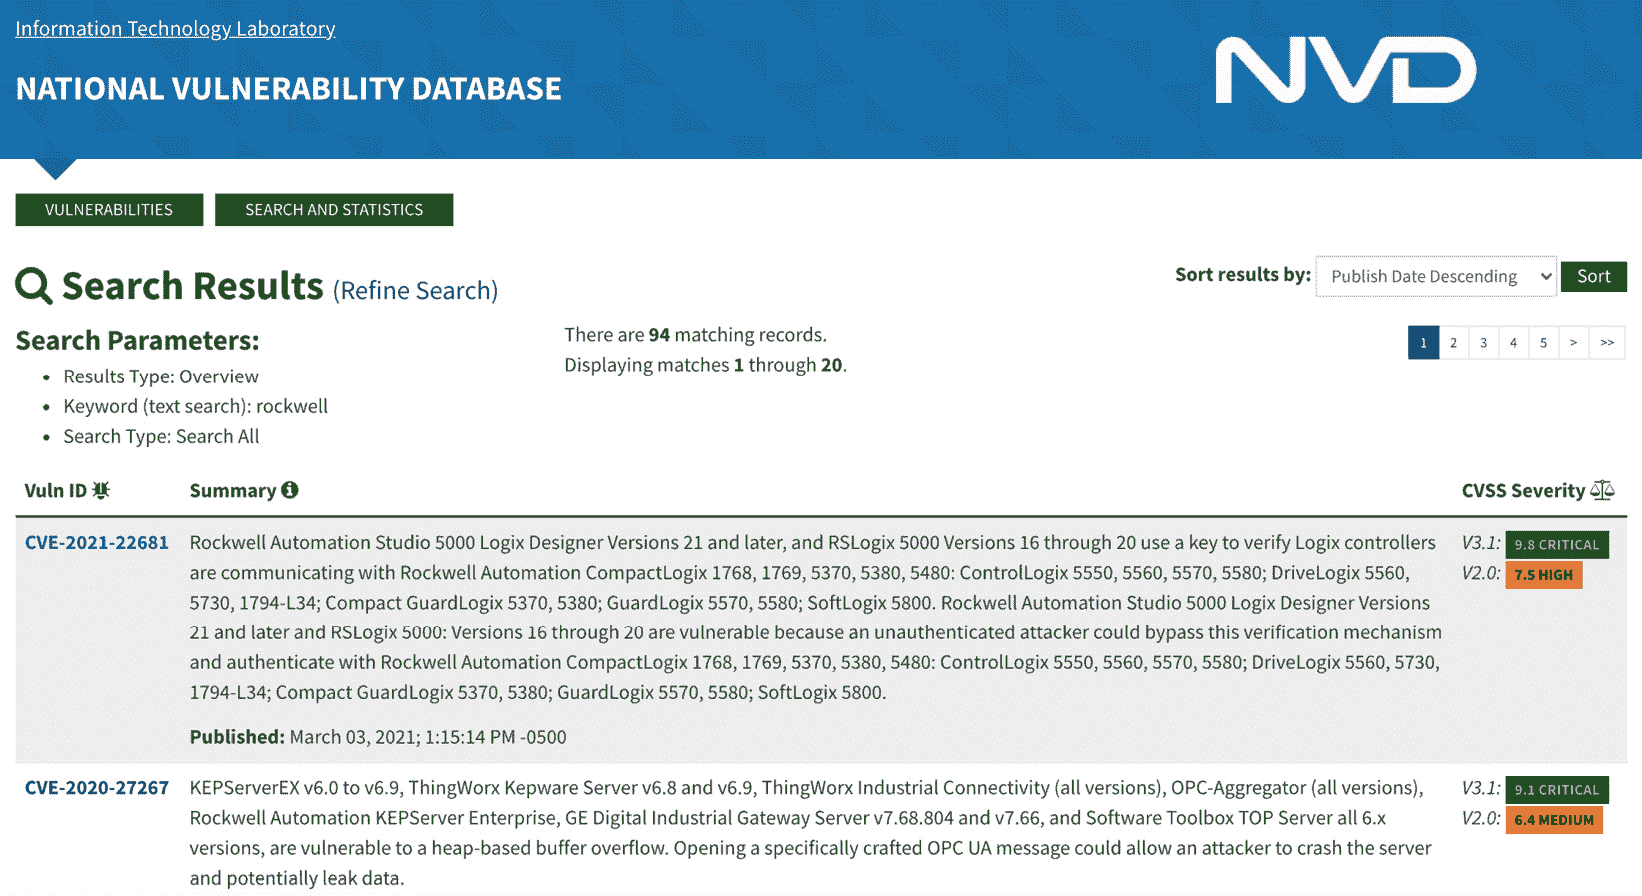 Information Technology Laboratory
NATIONAL VULNERABILITY DATABASE
NVD
VULNERABILITIES
SEARCH AND STATISTICS
Search Results (Refine Search)
Sort results by: Publish Date Descending Sort
Search Parameters:
Results Type: Overview
Keyword (text search): rockwell
Search Type: Search All
There are 94 matching records.
Displaying matches 1 through 20.
1 2 3 4 5 > >>
Vuln ID Summary CVSS Severity
CVE-2021-22681
Rockwell Automation Studio 5000 Logix Designer Versions 21 and later, and RSLogix 5000 Versions 16 through 20 use a key to verify Logix controllers
are communicating with Rockwell Automation CompactLogix 1768, 1769, 5370, 5380, 5480: ControlLogix 5550, 5560, 5570, 5580; DriveLogix 5560,
5730, 1794-L34; Compact GuardLogix 5370, 5380; GuardLogix 5570, 5580; SoftLogix 5800. Rockwell Automation Studio 5000 Logix Designer Versions
21 and later and RSLogix 5000: Versions 16 through 20 are vulnerable because an unauthenticated attacker could bypass this verification mechanism
and authenticate with Rockwell Automation CompactLogix 1768, 1769, 5370, 5380, 5480: ControlLogix 5550, 5560, 5570, 5580; DriveLogix 5560, 5730,
1794-L34; Compact GuardLogix 5370, 5380; GuardLogix 5570, 5580; SoftLogix 5800.
Published: March 03, 2021; 1:15:14 PM -0500
V3.1: 9.8 CRITICAL
V2.0: 7.5 HIGH
CVE-2020-27267
KEPServerEX v6.0 to v6.9, ThingWorx Kepware Server v6.8 and v6.9, ThingWorx Industrial Connectivity (all versions), OPC-Aggregator (all versions),
Rockwell Automation KEPServer Enterprise, GE Digital Industrial Gateway Server v7.68.804 and v7.66, and Software Toolbox TOP Server all 6.x
versions, are vulnerable to a heap-based buffer overflow. Opening a specifically crafted OPC UA message could allow an attacker to crash the server
and potentially leak data.
V3.1: 9.1 CRITICAL
V2.0: 6.4 MEDIUM